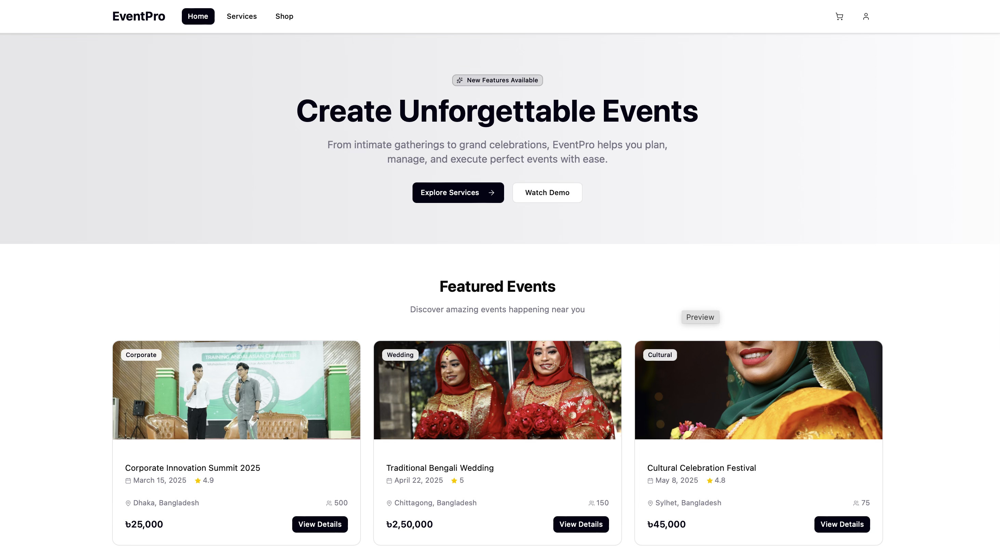 EventPro
Home
Services
Shop
New Features Available
Create Unforgettable Events
From intimate gatherings to grand celebrations, EventPro helps you plan,
manage, and execute perfect events with ease.
Explore Services
Watch Demo
Featured Events
Discover amazing events happening near you
Preview
Corporate
TRAINING ANDALASIAN CHARACTER
character
Corporate Innovation Summit 2025
March 15, 2025 4.9
Dhaka, Bangladesh 500
৳25,000
View Details
Wedding
Traditional Bengali Wedding
April 22, 2025 5
Chittagong, Bangladesh 150
৳2,50,000
View Details
Cultural
Cultural Celebration Festival
May 8, 2025 4.8
Sylhet, Bangladesh 75
৳45,000
View Details